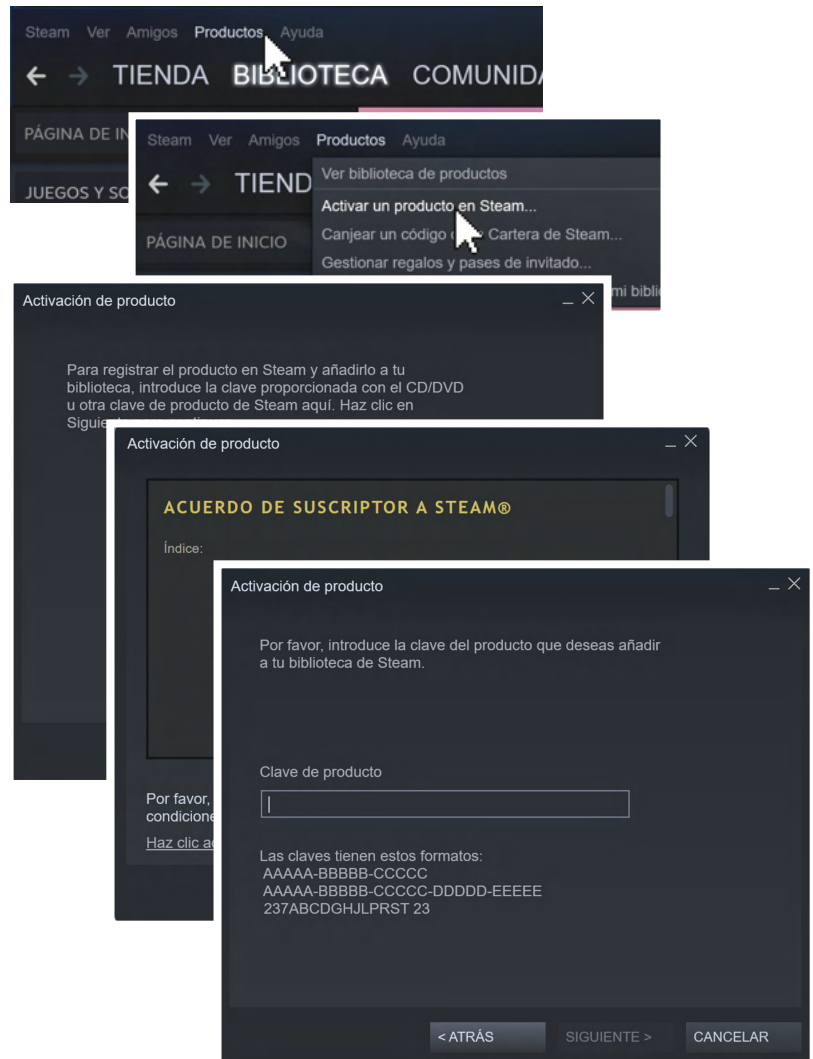 Steam Ver Amigos Productos Ayuda
TIENDA BIBLIOTECA
PÁGINA DE
JUEGOS Y
Steam Ver Amigos Productos Ayuda
Ver biblioteca de productos
TIEND
Activar un producto en Steam...
PÁGINA DE INICIO
Canjear un código Cartera de Steam...
Gestionar regalos y pases de invitado...
mi
Activación de producto
Para registrar el producto en Steam y añadirlo a tu
biblioteca, introduce la clave proporcionada con el CD/DVD
u otra clave de producto de Steam aquí. Haz clic en
Activación de producto
ACUERDO DE SUSCRIPTOR A STEAM®
Índice:
Por favor,
Haz clic
Activación de producto
Por favor, introduce la clave del producto que deseas añadir
a tu biblioteca de Steam.
Clave de producto
Las claves tienen estos formatos:
AAAAA-BBBBB-CCCCC
AAAAA-BBBBB-CCCCC-DDDDD-EEEEE
237ABCDGHJLPRST 23
< ATRÁS SIGUIENTE > CANCELAR